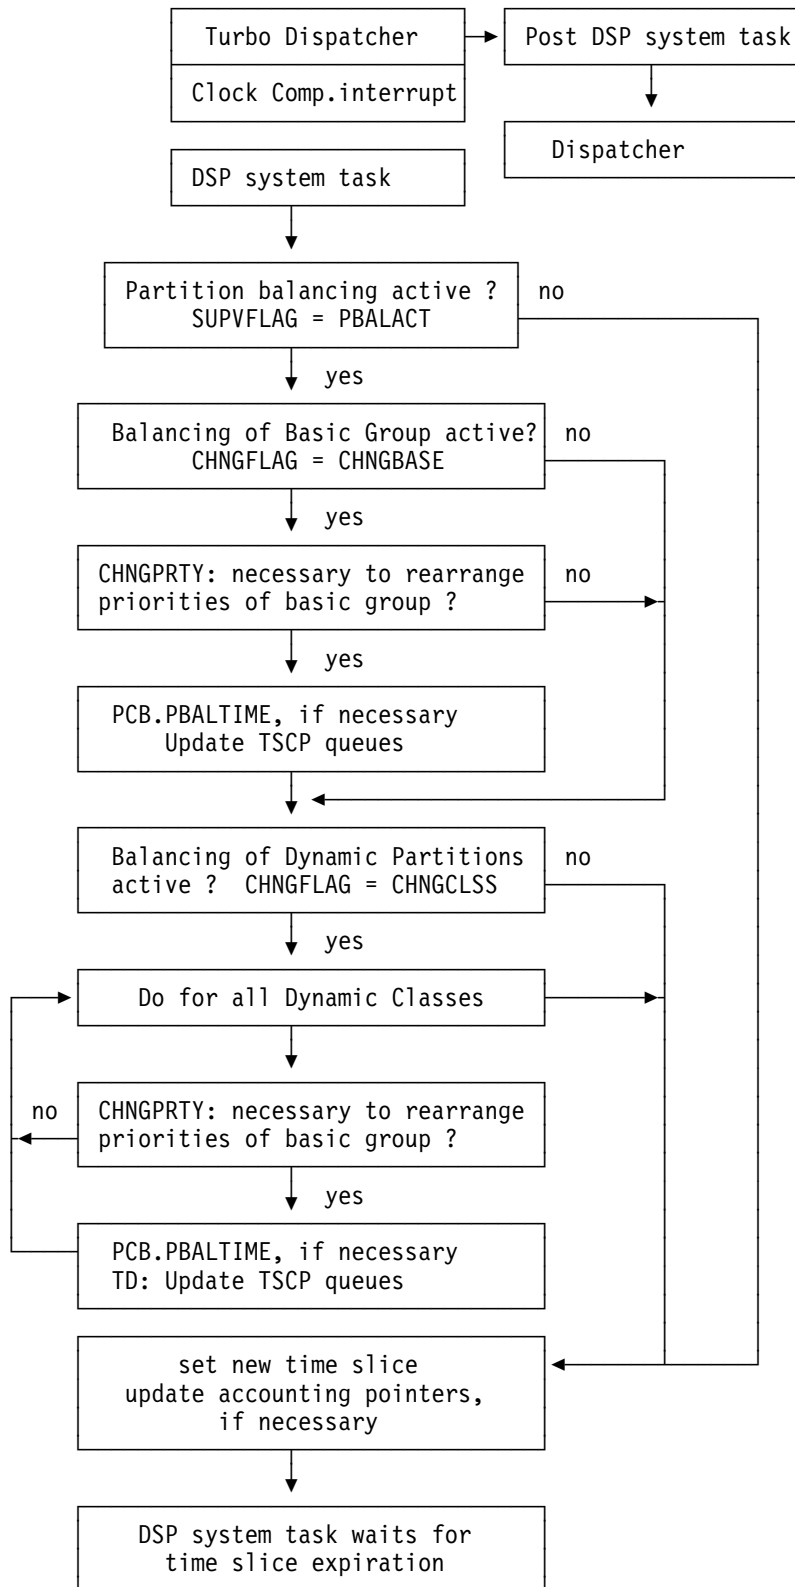 Turbo Dispatcher
Post DSP system task
Clock Comp.interrupt
Dispatcher
DSP system task
Partition balancing active ?
SUPVFLAG = PBALACT
no
yes
Balancing of Basic Group active?
CHNGFLAG = CHNGBASE
no
yes
CHNGPRTY: necessary to rearrange
priorities of basic group ?
no
yes
PCB.PBALTIME, if necessary
Update TSCP queues
Balancing of Dynamic Partitions
active ?  CHNGFLAG = CHNGCLSS
no
yes
Do for all Dynamic Classes
no
CHNGPRTY: necessary to rearrange
priorities of basic group ?
yes
PCB.PBALTIME, if necessary
TD: Update TSCP queues
set new time slice
update accounting pointers,
if necessary
DSP system task waits for
time slice expiration